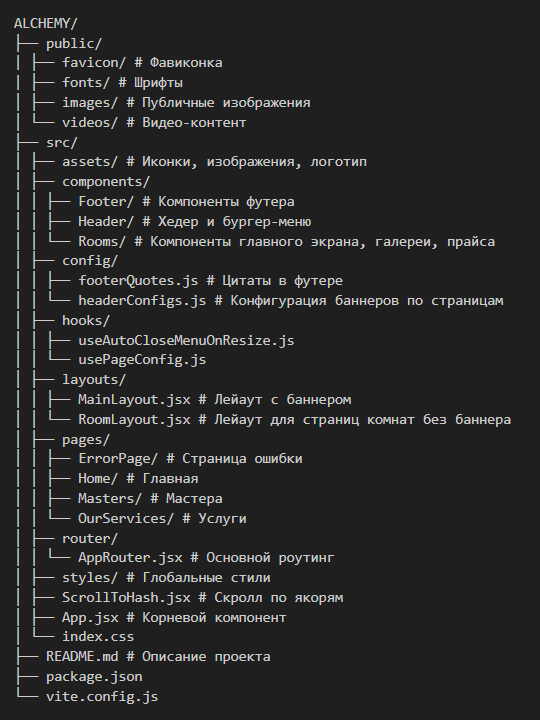 ALCHEMY/
├── public/
│ ├── favicon/ # Фавиконка
│ ├── fonts/ # Шрифты
│ ├── images/ # Публичные изображения
│ └── videos/ # Видео-контент
├── src/
│ ├── assets/ # Иконки, изображения, логотип
│ ├── components/
│ │ ├── Footer/ # Компоненты футера
│ │ ├── Header/ # Хедер и бургер-меню
│ │ └── Rooms/ # Компоненты главного экрана, галереи, прайса
│ ├── config/
│ │ ├── footerQuotes.js # Цитаты в футере
│ │ └── headerConfigs.js # Конфигурация баннеров по страницам
│ ├── hooks/
│ │ ├── useAutoCloseMenuOnResize.js
│ │ └── usePageConfig.js
│ ├── layouts/
│ │ ├── MainLayout.jsx # Лейаут с баннером
│ │ └── RoomLayout.jsx # Лейаут для страниц комнат без баннера
│ ├── pages/
│ │ ├── ErrorPage/ # Страница ошибки
│ │ ├── Home/ # Главная
│ │ ├── Masters/ # Мастера
│ │ └── OurServices/ # Услуги
│ ├── router/
│ │ └── AppRouter.jsx # Основной роутинг
│ ├── styles/ # Глобальные стили
│ ├── ScrollToHash.jsx # Скролл по якорям
│ ├── App.jsx # Корневой компонент
│ └── index.css
├── README.md # Описание проекта
├── package.json
└── vite.config.js